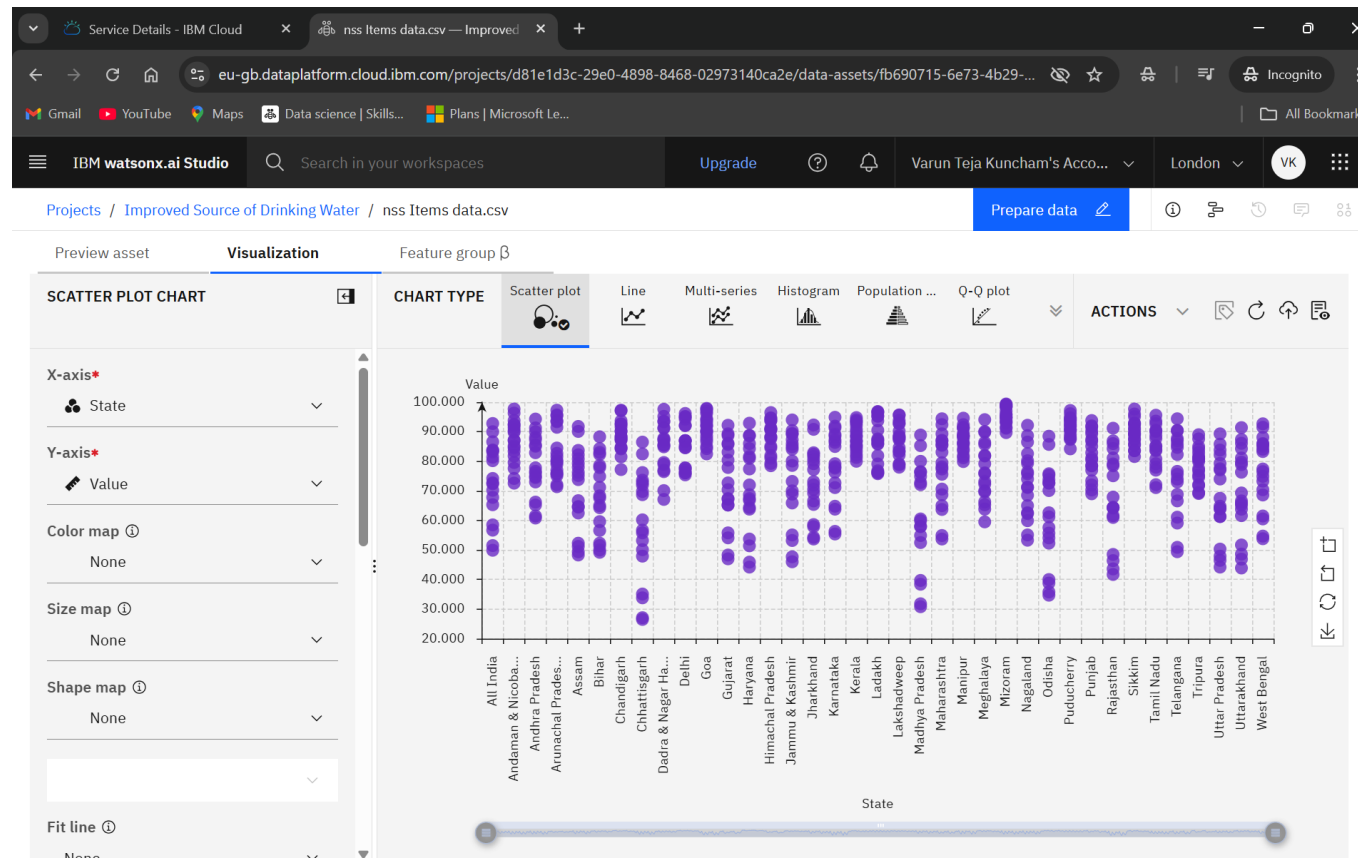 Service Details - IBM Cloud
nss Items data.csv — Improved
eu-gb.dataplatform.cloud.ibm.com/projects/d81e1d3c-29e0-4898-8468-02973140ca2e/data-assets/fb690715-6e73-4b29-...
Incognito
Gmail
YouTube
Maps
Data science | Skills...
Plans | Microsoft Le...
All Bookmark
IBM watsonx.ai Studio
Search in your workspaces
Upgrade
Varun Teja Kuncham's Acco...
London
VK
Projects / Improved Source of Drinking Water / nss Items data.csv
Prepare data
Preview asset
Visualization
Feature group β
SCATTER PLOT CHART
CHART TYPE
Scatter plot
Line
Multi-series
Histogram
Population ...
Q-Q plot
ACTIONS
X-axis*
State
Y-axis*
Value
Color map
None
Size map
None
Shape map
None
Fit line
None
Value
100.000
90.000
80.000
70.000
60.000
50.000
40.000
30.000
20.000
All India
Andaman & Nicoba...
Andhra Pradesh
Arunachal Prades...
Assam
Bihar
Chandigarh
Chhattisgarh
Dadra & Nagar Ha...
Delhi
Goa
Gujarat
Haryana
Himachal Pradesh
Jammu & Kashmir
Jharkhand
Karnataka
Kerala
Ladakh
Lakshadweep
Madhya Pradesh
Maharashtra
Manipur
Meghalaya
Mizoram
Nagaland
Odisha
Puducherry
Punjab
Rajasthan
Sikkim
Tamil Nadu
Telangana
Tripura
Uttar Pradesh
Uttarakhand
West Bengal
State